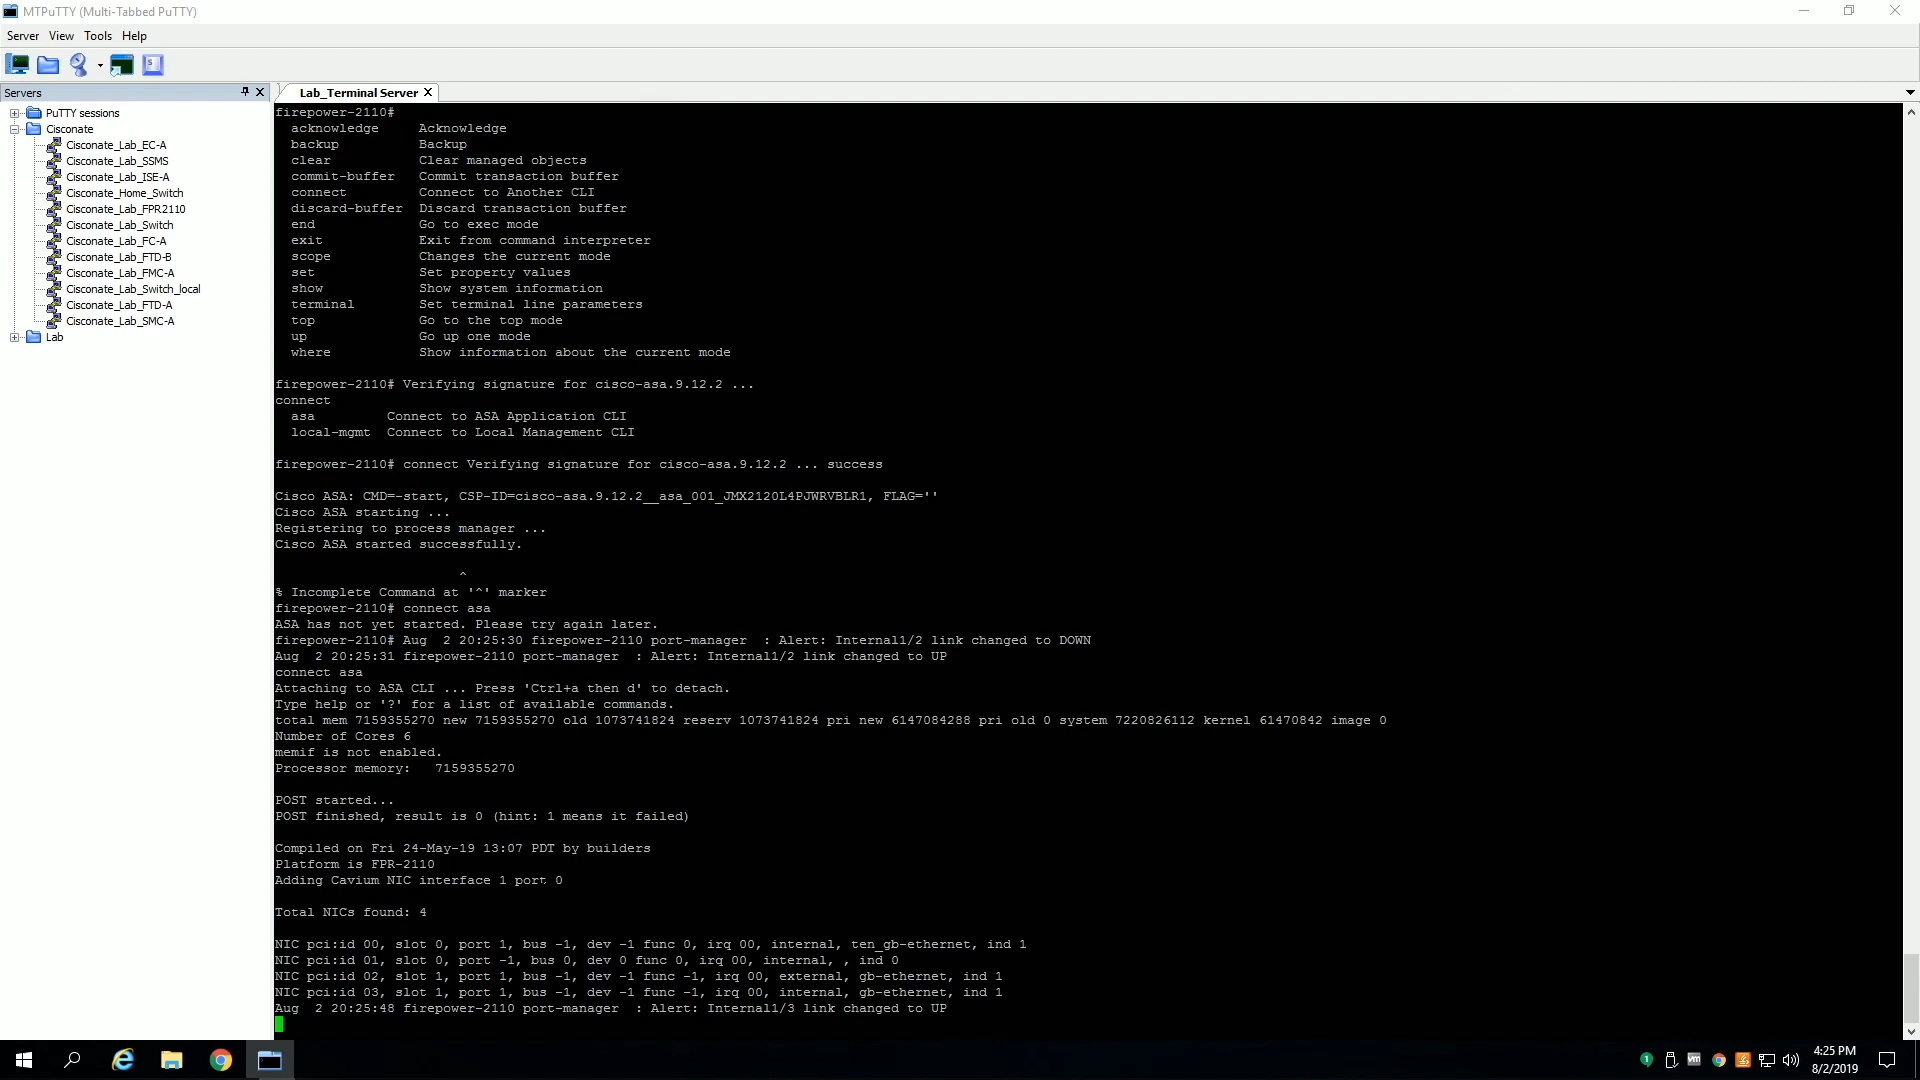 MTPuTTY (Multi-Tabbed PuTTY)
Server View Tools Help
Servers
Lab_Terminal Server
PuTTY sessions
Cisconate
Cisconate_Lab_EC-A
Cisconate_Lab_SSMS
Cisconate_Lab_ISE-A
Cisconate_Home_Switch
Cisconate_Lab_FPR2110
Cisconate_Lab_Switch
Cisconate_Lab_FC-A
Cisconate_Lab_FTD-B
Cisconate_Lab_FMC-A
Cisconate_Lab_Switch_local
Cisconate_Lab_FTD-A
Cisconate_Lab_SMC-A
Lab
firepower-2110#
acknowledge Acknowledge
backup Backup
clear Clear managed objects
commit-buffer Commit transaction buffer
connect Connect to Another CLI
discard-buffer Discard transaction buffer
end Go to exec mode
exit Exit from command interpreter
scope Changes the current mode
set Set property values
show Show system information
terminal Set terminal line parameters
top Go to the top mode
up Go up one mode
where Show information about the current mode
firepower-2110# Verifying signature for cisco-asa.9.12.2 ...
connect
asa Connect to ASA Application CLI
local-mgmt Connect to Local Management CLI
firepower-2110# connect Verifying signature for cisco-asa.9.12.2 ... success
Cisco ASA: CMD=-start, CSP-ID=cisco-asa.9.12.2__asa_001_JMX2120L4PJWRVBLR1, FLAG=''
Cisco ASA starting ...
Registering to process manager ...
Cisco ASA started successfully.
^
% Incomplete Command at '^' marker
firepower-2110# connect asa
ASA has not yet started. Please try again later.
firepower-2110# Aug 2 20:25:30 firepower-2110 port-manager : Alert: Internal1/2 link changed to DOWN
Aug 2 20:25:31 firepower-2110 port-manager : Alert: Internal1/2 link changed to UP
connect asa
Attaching to ASA CLI ... Press 'Ctrl+a then d' to detach.
Type help or '?' for a list of available commands.
total mem 7159355270 new 7159355270 old 1073741824 reserv 1073741824 pri new 6147084288 pri old 0 system 7220826112 kernel 61470842 image 0
Number of Cores 6
memif is not enabled.
Processor memory: 7159355270
POST started...
POST finished, result is 0 (hint: 1 means it failed)
Compiled on Fri 24-May-19 13:07 PDT by builders
Platform is FPR-2110
Adding Cavium NIC interface 1 port 0
Total NICs found: 4
NIC pci:id 00, slot 0, port 1, bus -1, dev -1 func 0, irq 00, internal, ten_gb-ethernet, ind 1
NIC pci:id 01, slot 0, port -1, bus 0, dev 0 func 0, irq 00, internal, , ind 0
NIC pci:id 02, slot 1, port 1, bus -1, dev -1 func -1, irq 00, external, gb-ethernet, ind 1
NIC pci:id 03, slot 1, port 1, bus -1, dev -1 func -1, irq 00, internal, gb-ethernet, ind 1
Aug 2 20:25:48 firepower-2110 port-manager : Alert: Internal1/3 link changed to UP
4:25 PM
8/2/2019